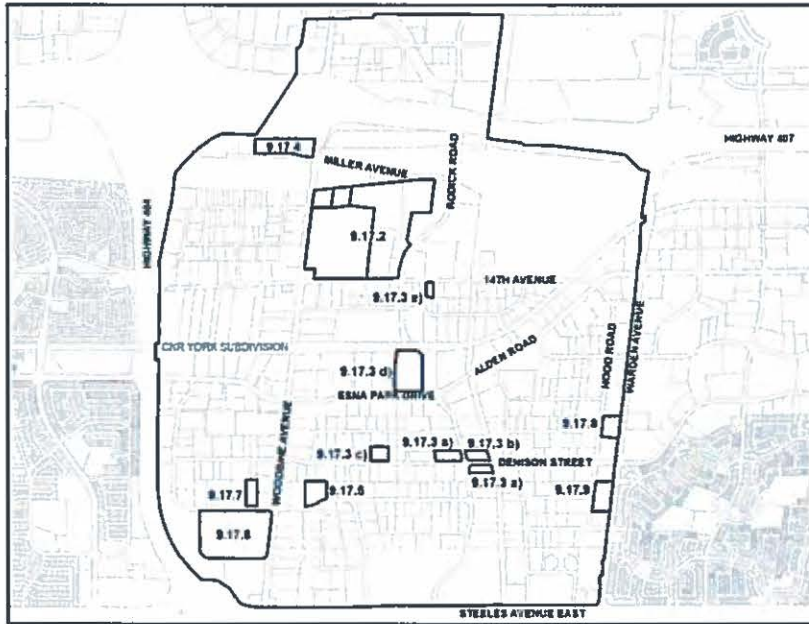 HIGHWAY 407
9.17.4
MILLER AVENUE
RODICK ROAD
HIGHWAY 404
9.17.2
14TH AVENUE
9.17.3 e)
CNR YORK SUBDIVISION
ALDEN ROAD
HOOD ROAD
WARDEN AVENUE
9.17.3 d)
ESNA PARK DRIVE
9.17.8
WOODBINE AVENUE
9.17.3 c)
9.17.3 a)
9.17.3 b)
DENISON STREET
9.17.3 a)
9.17.7
9.17.5
9.17.9
9.17.6
STEELES AVENUE EAST